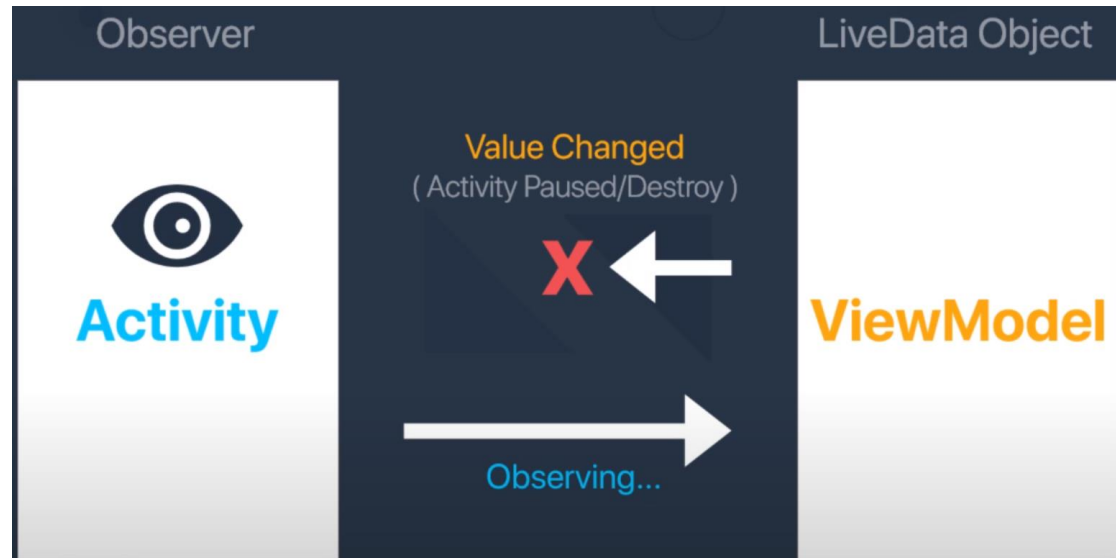 Observer
LiveData Object
Value Changed
( Activity Paused/Destroy )
X
Activity
ViewModel
Observing...